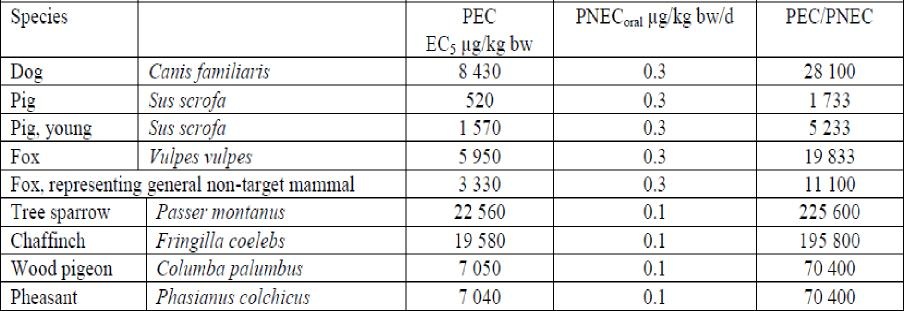 Species PEC PNECoral µg/kg bw/d PEC/PNEC
EC5 µg/kg bw
Dog Canis familiaris 8 430 0.3 28 100
Pig Sus scrofa 520 0.3 1 733
Pig, young Sus scrofa 1 570 0.3 5 233
Fox Vulpes vulpes 5 950 0.3 19 833
Fox, representing general non-target mammal 3 330 0.3 11 100
Tree sparrow Passer montanus 22 560 0.1 225 600
Chaffinch Fringilla coelebs 19 580 0.1 195 800
Wood pigeon Columba palumbus 7 050 0.1 70 400
Pheasant Phasianus colchicus 7 040 0.1 70 400